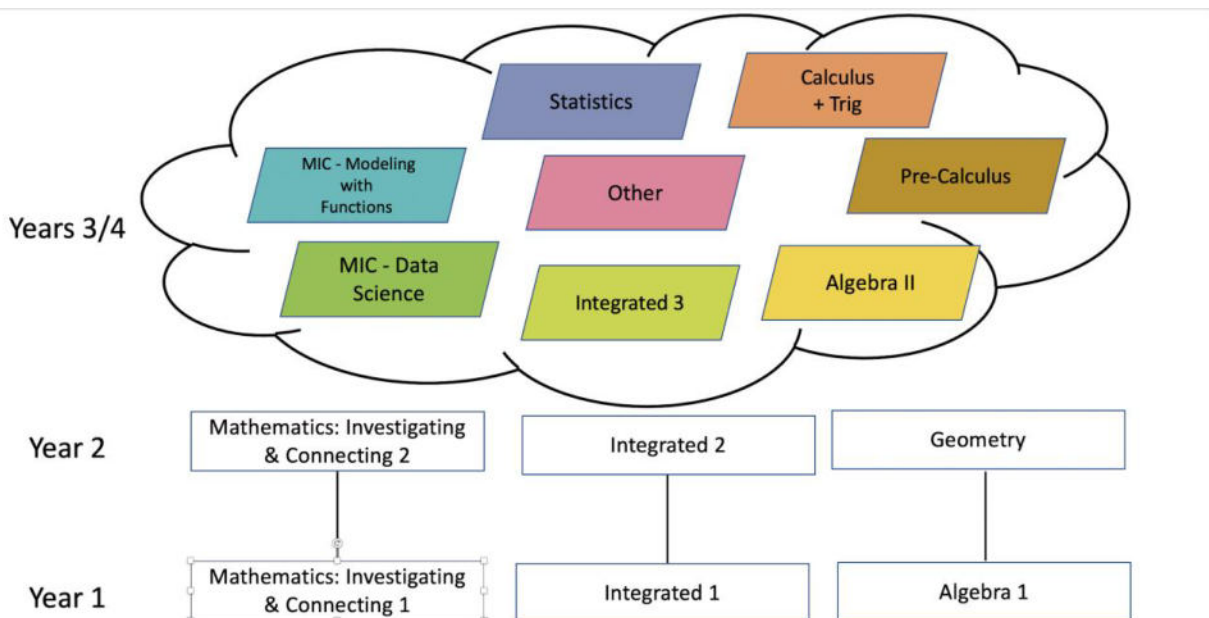 Statistics
Calculus
+ Trig
MIC - Modeling
with
Functions
Other
Pre-Calculus
Years 3/4
MIC - Data
Science
Integrated 3
Algebra II
Year 2
Mathematics: Investigating
& Connecting 2
Integrated 2
Geometry
Year 1
Mathematics: Investigating
& Connecting 1
Integrated 1
Algebra 1